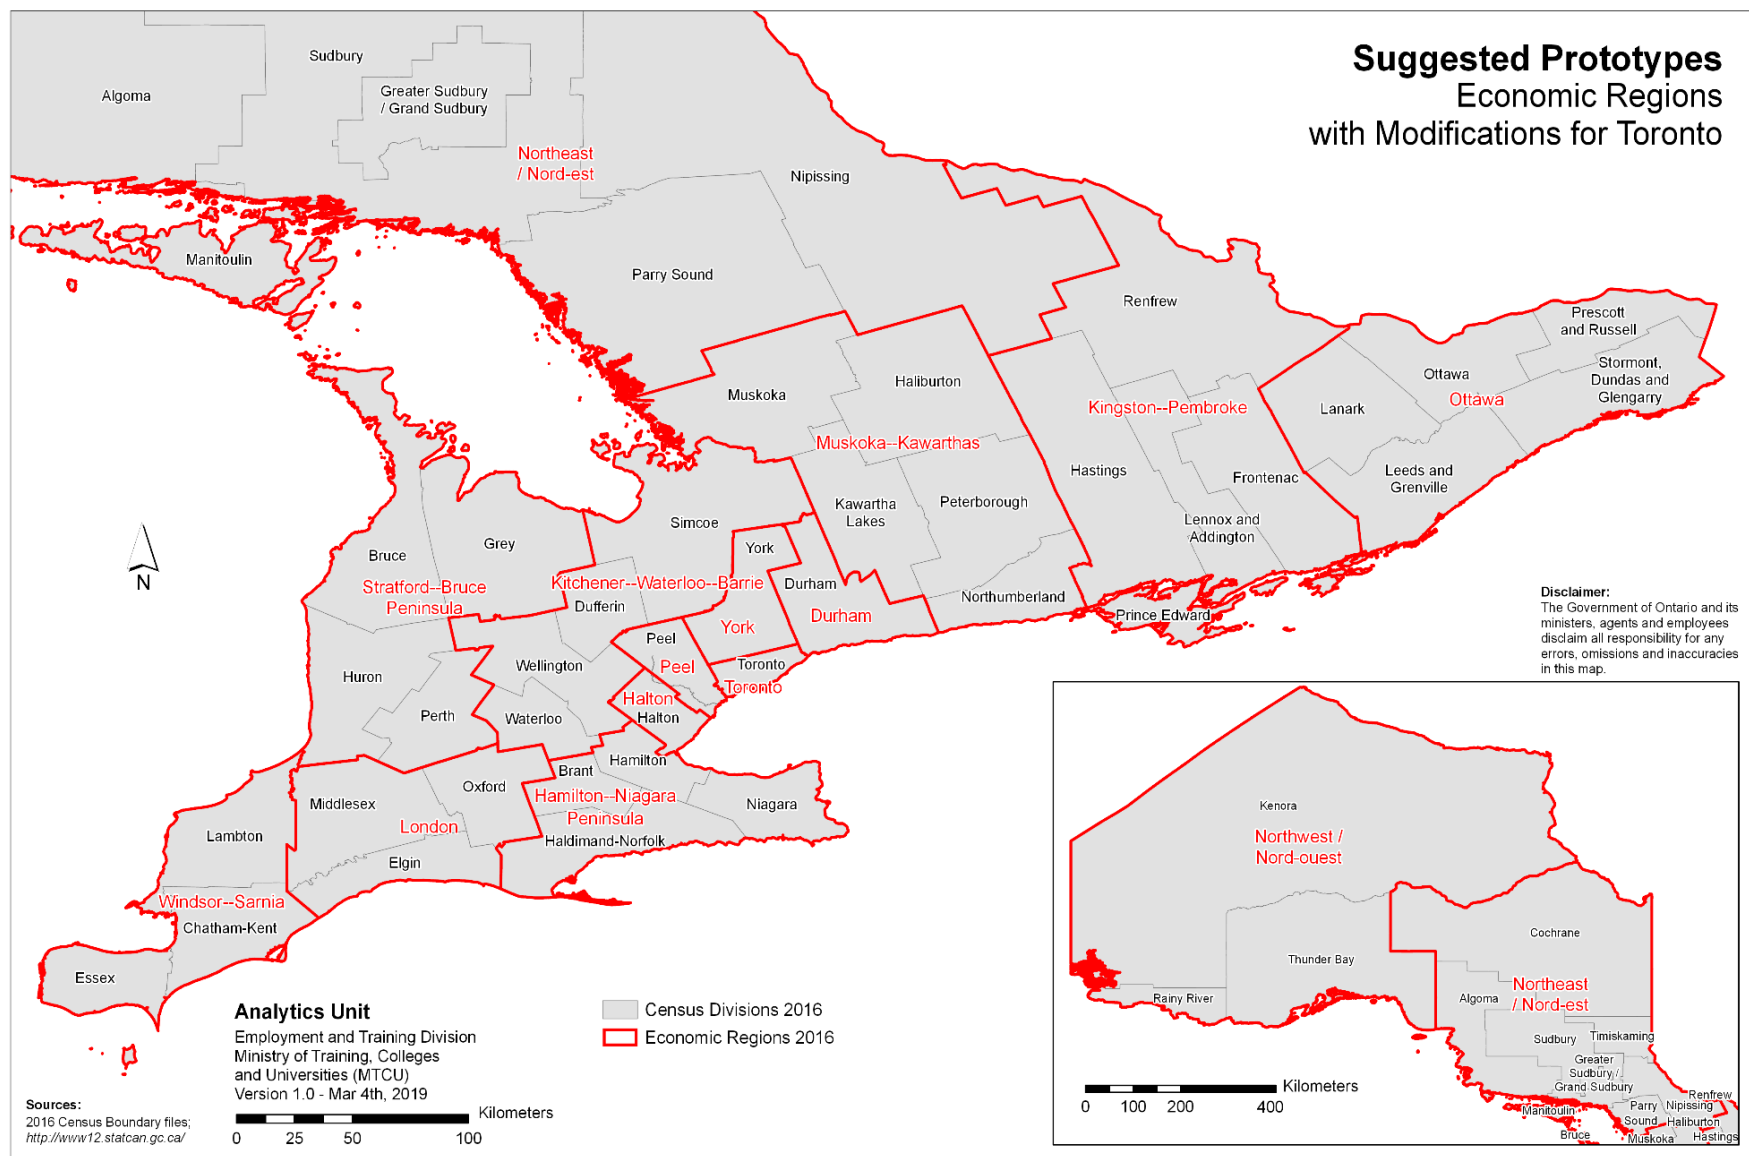 Suggested Prototypes
Economic Regions
with Modifications for Toronto
Algoma
Sudbury
Greater Sudbury
/ Grand Sudbury
Northeast
/ Nord-est
Nipissing
Manitoulin
Parry Sound
Renfrew
Prescott
and Russell
Stormont,
Dundas and
Glengarry
Ottawa
Ottawa
Lanark
Leeds and
Grenville
Muskoka
Haliburton
Muskoka--Kawarthas
Kingston--Pembroke
Hastings
Frontenac
Lennox and
Addington
Kawartha
Lakes
Peterborough
Northumberland
Prince Edward
Simcoe
York
Durham
Durham
Bruce
Grey
Stratford--Bruce
Peninsula
Kitchener--Waterloo--Barrie
Dufferin
York
Peel
Peel
Toronto
Toronto
Wellington
Halton
Halton
Huron
Perth
Waterloo
Hamilton
Brant
Hamilton--Niagara
Peninsula
Niagara
Haldimand-Norfolk
Oxford
Middlesex
London
Elgin
Lambton
Windsor--Sarnia
Chatham-Kent
Essex
N
Disclaimer:
The Government of Ontario and its
ministers, agents and employees
disclaim all responsibility for any
errors, omissions and inaccuracies
in this map.
Kenora
Northwest /
Nord-ouest
Cochrane
Thunder Bay
Rainy River
Northeast
/ Nord-est
Algoma
Sudbury
Timiskaming
Greater
Sudbury /
Grand Sudbury
Renfrew
Manitoulin
Parry
Sound
Nipissing
Haliburton
Bruce
Muskoka
Hastings
Kilometers
0 100 200 400
Analytics Unit
Employment and Training Division
Ministry of Training, Colleges
and Universities (MTCU)
Version 1.0 - Mar 4th, 2019
Kilometers
0 25 50 100
Census Divisions 2016
Economic Regions 2016
Sources:
2016 Census Boundary files;
http://www12.statcan.gc.ca/